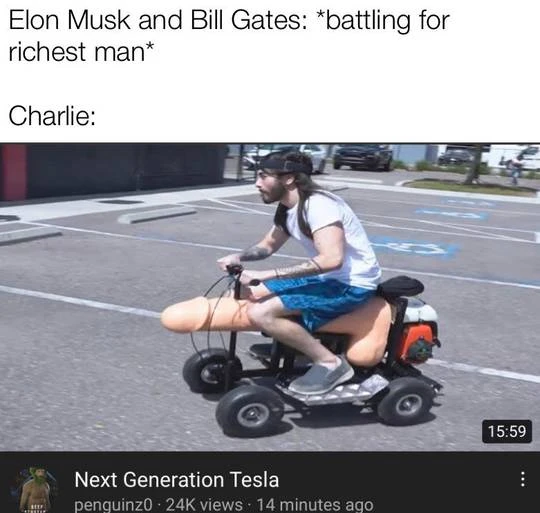 Elon Musk and Bill Gates: *battling for
richest man*
Charlie:
15:59
Next Generation Tesla
penguinz0 · 24K views · 14 minutes ago